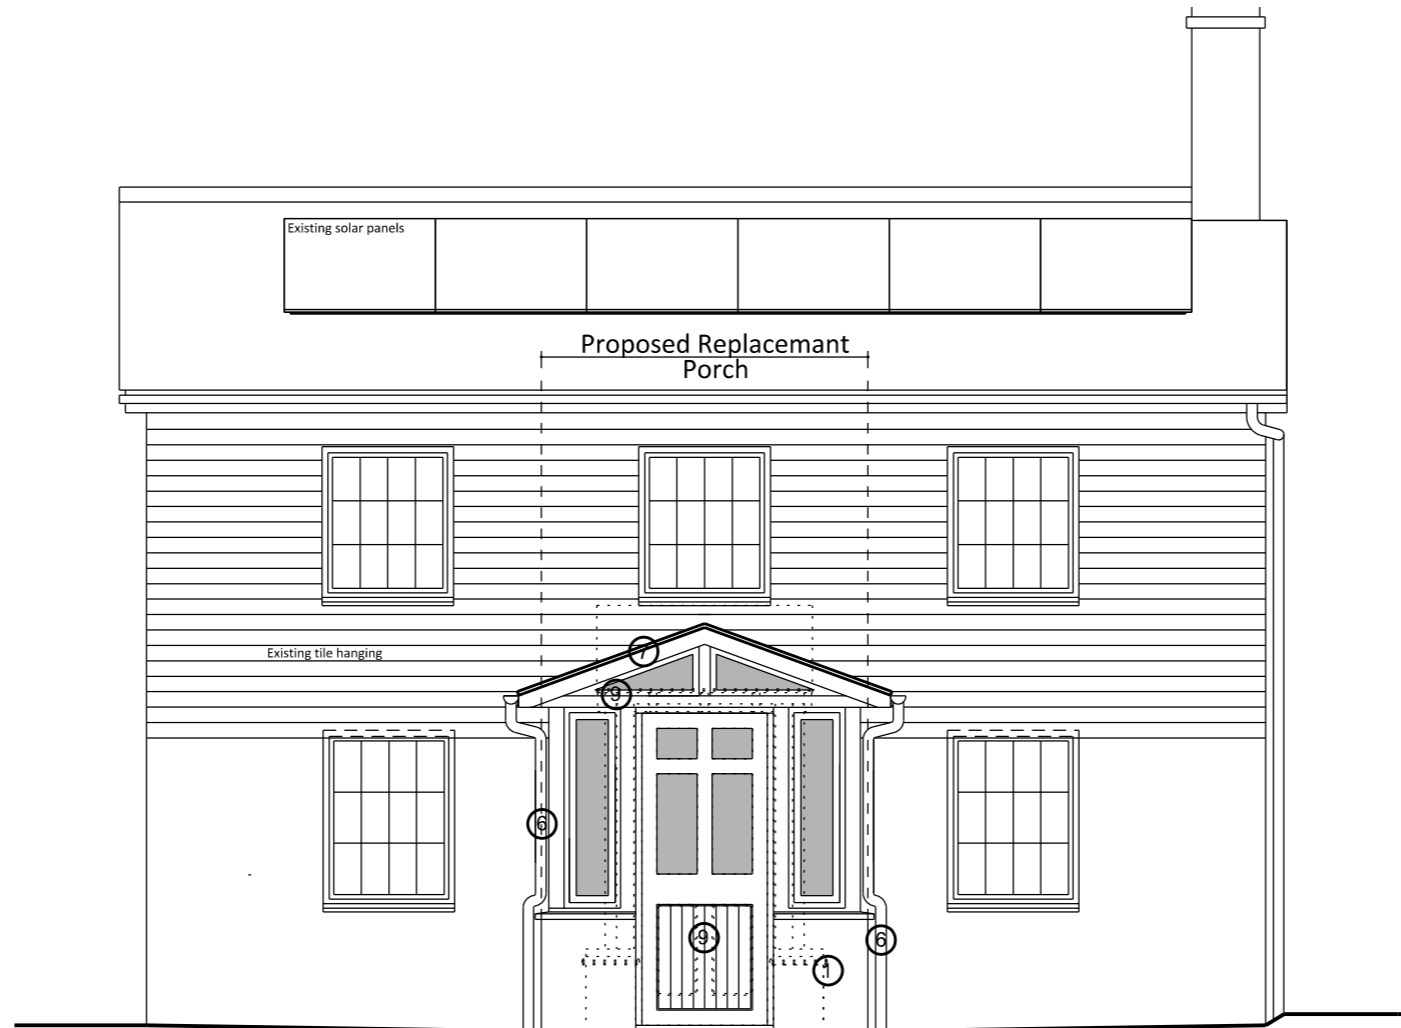 Existing solar panels
Proposed Replacemant
Porch
Existing tile hanging
7
9
6
9
6
1